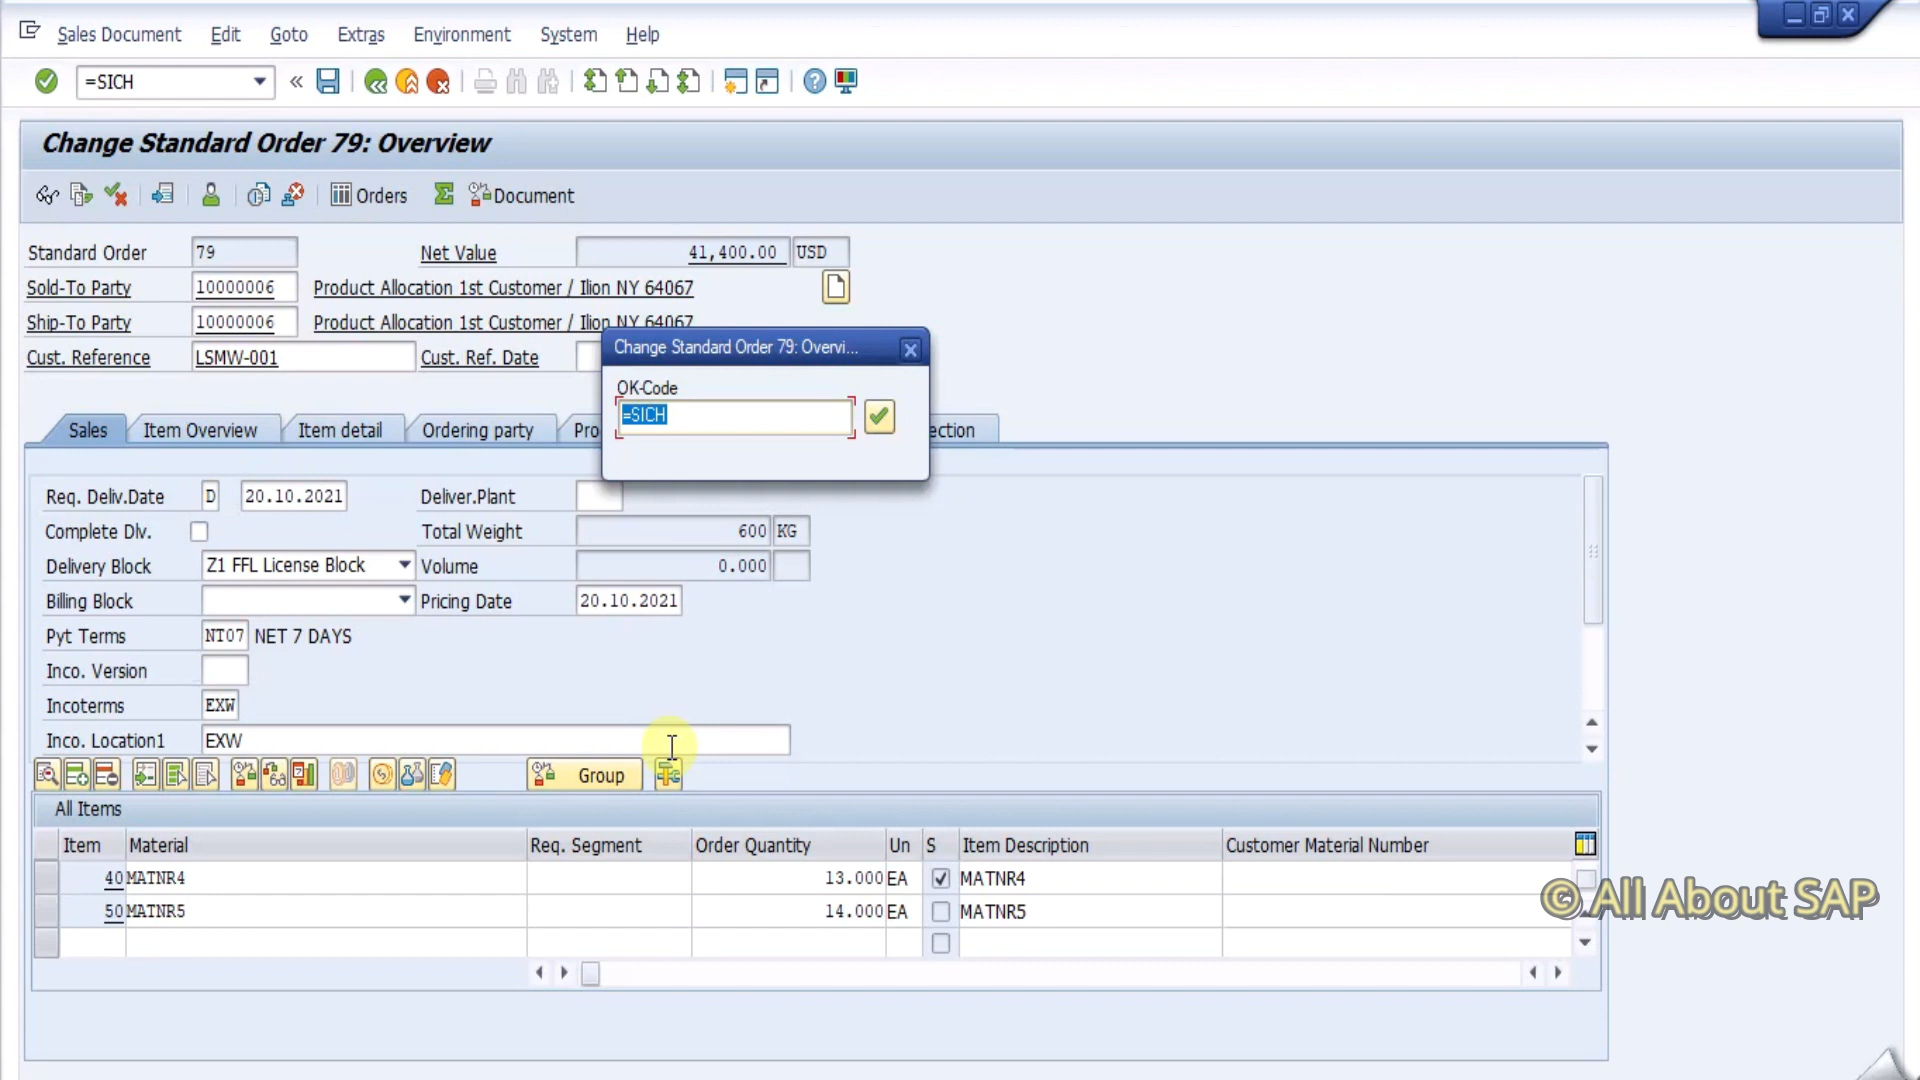 Sales Document Edit Goto Extras Environment System Help
=SICH
Change Standard Order 79: Overview
Orders Document
Standard Order 79 Net Value 41,400.00 USD
Sold-To Party 10000006 Product Allocation 1st Customer / Ilion NY 64067
Ship-To Party 10000006 Product Allocation 1st Customer / Ilion NY 64067
Cust. Reference LSMW-001 Cust. Ref. Date
Change Standard Order 79: Overvi...
OK-Code
=SICH
Sales Item Overview Item detail Ordering party Pro ection
Req. Deliv.Date D 20.10.2021 Deliver.Plant
Complete Dlv. Total Weight 600 KG
Delivery Block Z1 FFL License Block Volume 0.000
Billing Block Pricing Date 20.10.2021
Pyt Terms NT07 NET 7 DAYS
Inco. Version
Incoterms EXW
Inco. Location1 EXW
Group
All Items
Item Material Req. Segment Order Quantity Un S Item Description Customer Material Number
40 MATNR4 13.000 EA MATNR4
50 MATNR5 14.000 EA MATNR5
© All About SAP